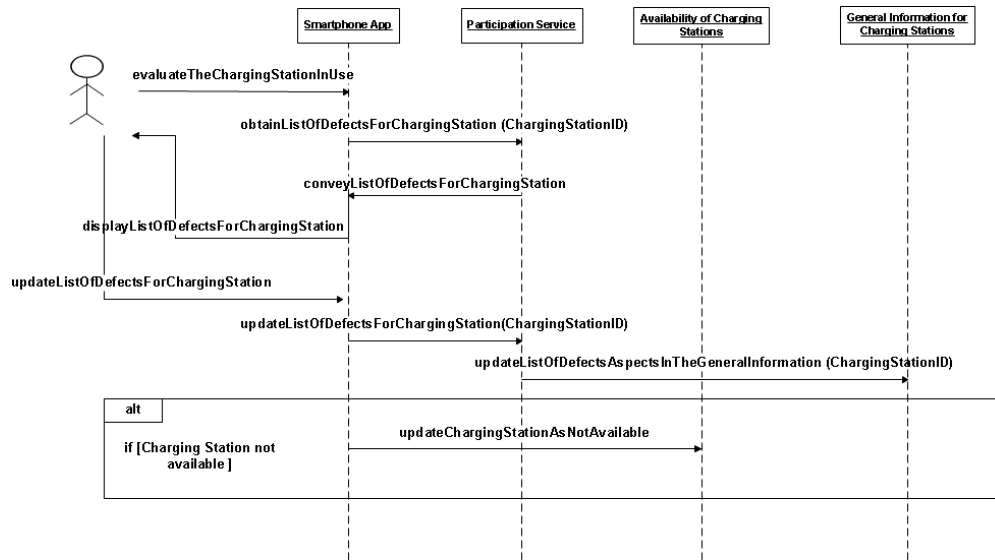 Smartphone App
Participation Service
Availability of Charging
Stations
General Information for
Charging Stations
evaluateTheChargingStationInUse
obtainListOfDefectsForChargingStation (ChargingStationID)
conveyListOfDefectsForChargingStation
displayListOfDefectsForChargingStation
updateListOfDefectsForChargingStation
updateListOfDefectsForChargingStation(ChargingStationID)
updateListOfDefectsAspectsInTheGeneralInformation (ChargingStationID)
alt
updateChargingStationAsNotAvailable
if [Charging Station not
available ]